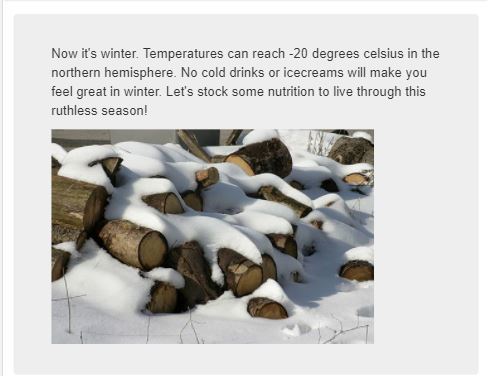 Now it's winter. Temperatures can reach -20 degrees celsius in the
northern hemisphere. No cold drinks or icecreams will make you
feel great in winter. Let's stock some nutrition to live through this
ruthless season!